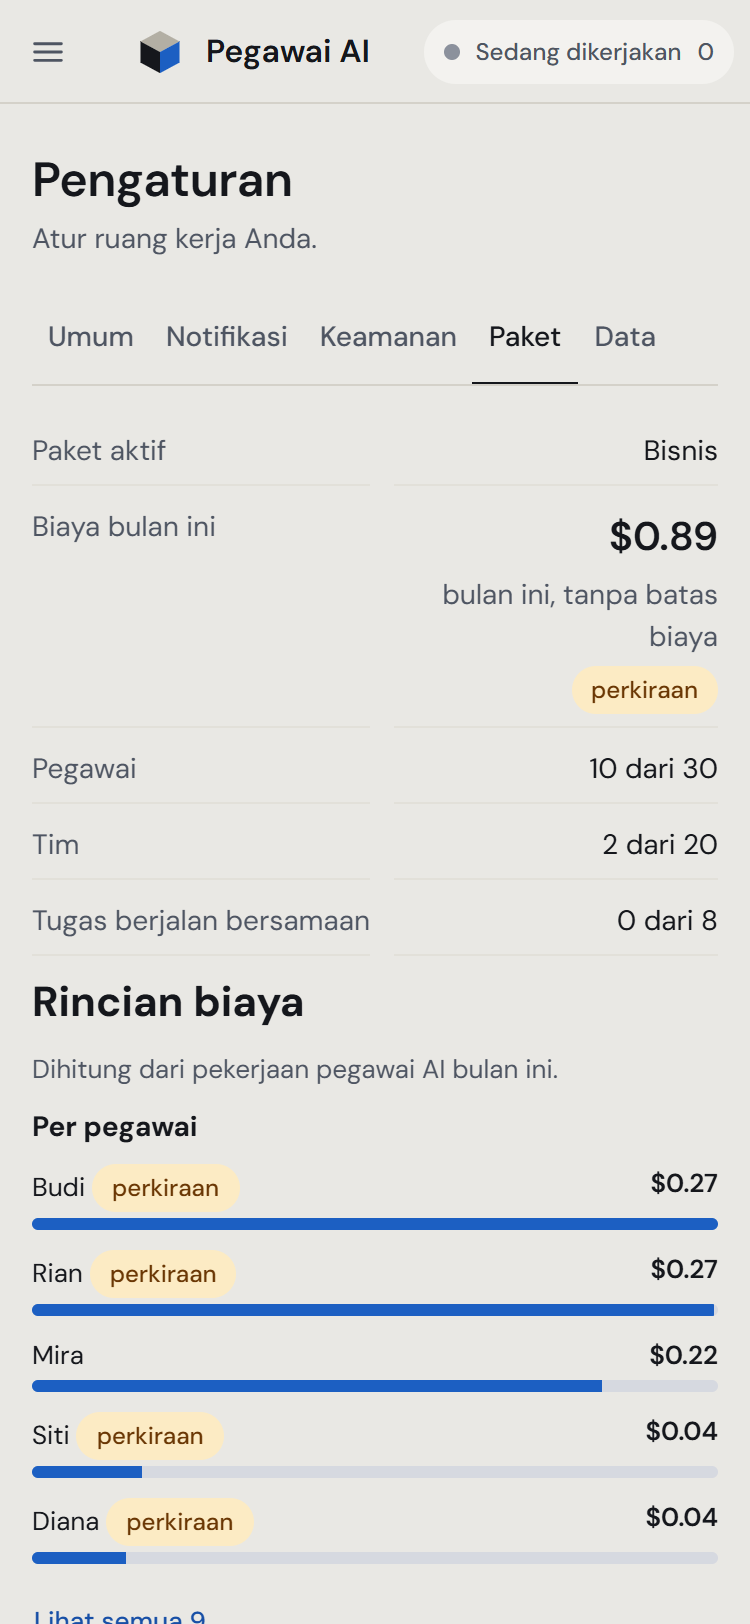 Pegawai AI
Sedang dikerjakan 0
Pengaturan
Atur ruang kerja Anda.
Umum Notifikasi Keamanan Paket Data
Paket aktif Bisnis
Biaya bulan ini $0.89
bulan ini, tanpa batas
biaya
perkiraan
Pegawai 10 dari 30
Tim 2 dari 20
Tugas berjalan bersamaan 0 dari 8
Rincian biaya
Dihitung dari pekerjaan pegawai AI bulan ini.
Per pegawai
Budi perkiraan $0.27
Rian perkiraan $0.27
Mira $0.22
Siti perkiraan $0.04
Diana perkiraan $0.04
Lihat semua 9